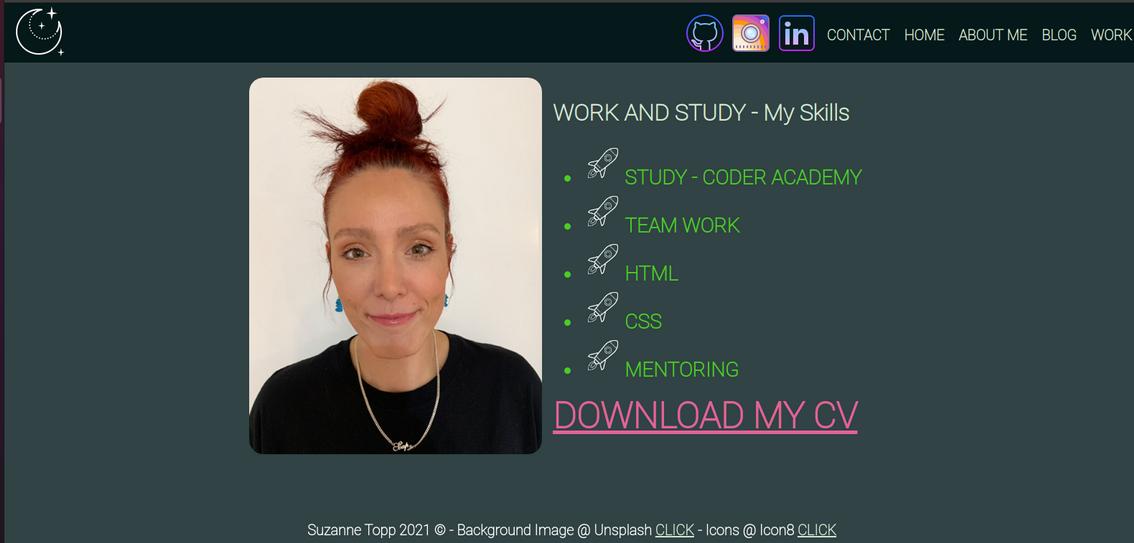 in CONTACT HOME ABOUT ME BLOG WORK
WORK AND STUDY - My Skills
STUDY - CODER ACADEMY
TEAM WORK
HTML
CSS
MENTORING
DOWNLOAD MY CV
Suzanne Topp 2021 © - Background Image @ Unsplash CLICK - Icons @ Icon8 CLICK